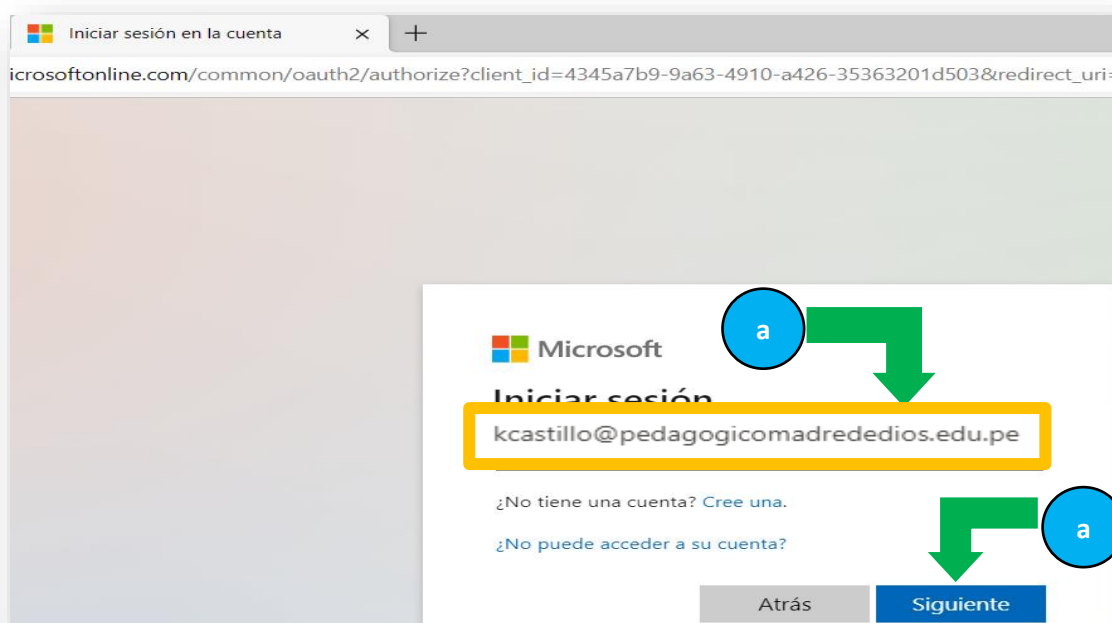 Iniciar sesión en la cuenta
icrosoftonline.com/common/oauth2/authorize?client_id=4345a7b9-9a63-4910-a426-35363201d503&redirect_uri=
a
Microsoft
Iniciar sesión
kcastillo@pedagogicomadrededios.edu.pe
¿No tiene una cuenta? Cree una.
a
¿No puede acceder a su cuenta?
Atrás Siguiente